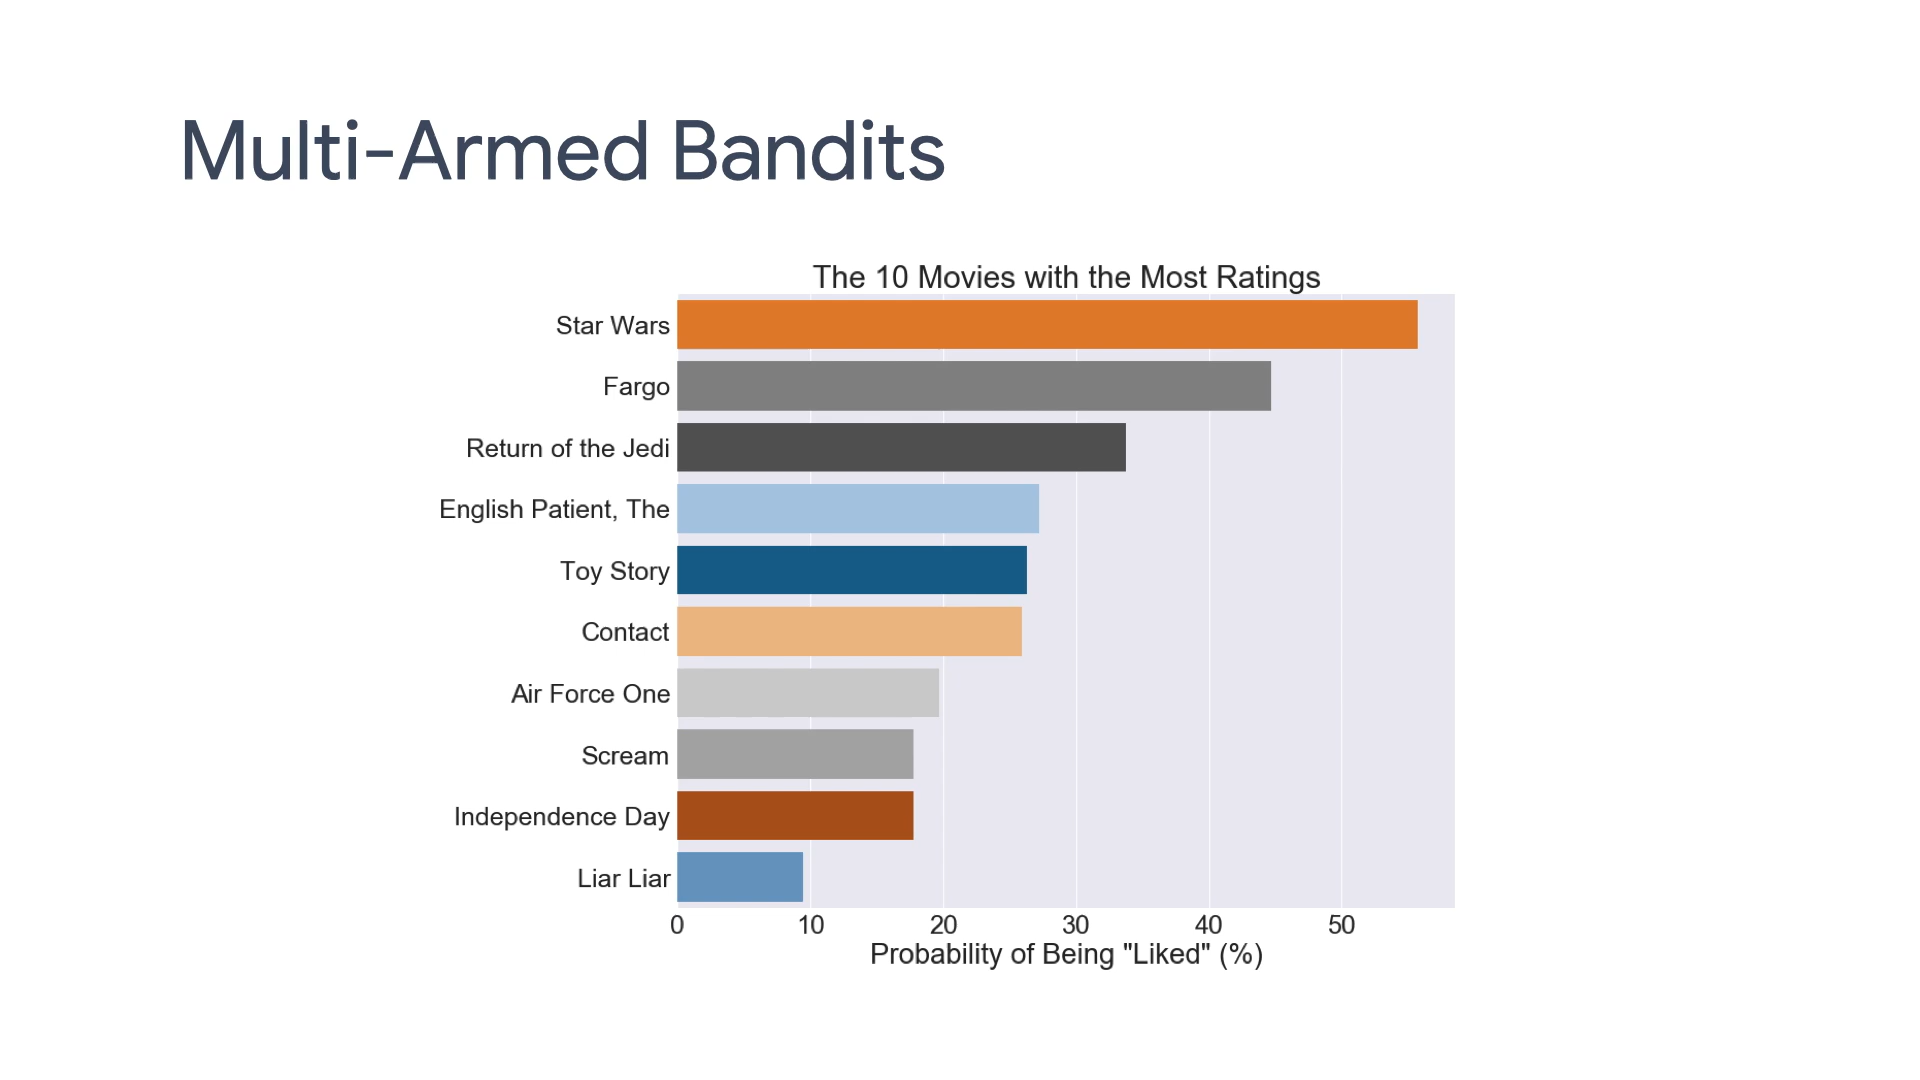 Multi-Armed Bandits
The 10 Movies with the Most Ratings
Star Wars
Fargo
Return of the Jedi
English Patient, The
Toy Story
Contact
Air Force One
Scream
Independence Day
Liar Liar
0 10 20 30 40 50
Probability of Being "Liked" (%)